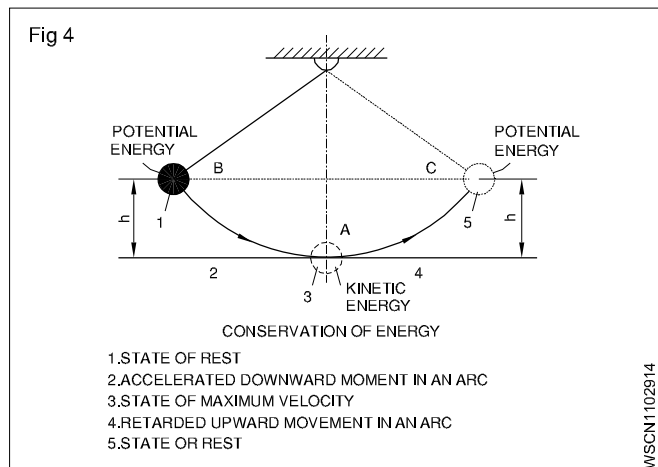 Fig 4
POTENTIAL
ENERGY
POTENTIAL
ENERGY
B
C
h
1
5
h
A
2
3
4
KINETIC
ENERGY
CONSERVATION OF ENERGY
1.STATE OF REST
2.ACCELERATED DOWNWARD MOMENT IN AN ARC
3.STATE OF MAXIMUM VELOCITY
4.RETARDED UPWARD MOVEMENT IN AN ARC
5.STATE OR REST
WSCN1102914